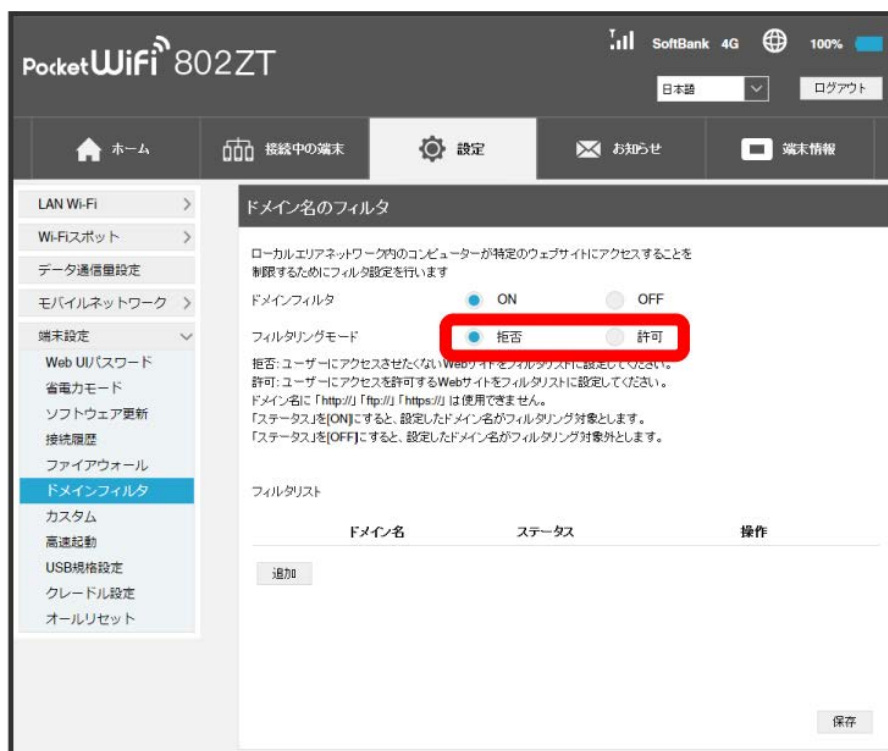 SoftBank 4G 100%
Pocket WiFi 802ZT
日本語 ログアウト
ホーム 接続中の端末 設定 お知らせ 端末情報
LAN Wi-Fi
Wi-Fiスポット
データ通信量設定
モバイルネットワーク
端末設定
Web UIパスワード
省電力モード
ソフトウェア更新
接続履歴
ファイアウォール
ドメインフィルタ
カスタム
高速起動
USB規格設定
クレードル設定
オールリセット
ドメイン名のフィルタ
ローカルエリアネットワーク内のコンピューターが特定のウェブサイトにアクセスすることを
制限するためにフィルタ設定を行います
ドメインフィルタ ON OFF
フィルタリングモード 拒否 許可
拒否: ユーザーにアクセスさせたくないWebサイトをフィルタリストに設定してください。
許可: ユーザーにアクセスを許可するWebサイトをフィルタリストに設定してください。
ドメイン名に「http://」「ftp://」「https://」は使用できません。
「ステータス」を[ON]にすると、設定したドメイン名がフィルタリング対象とします。
「ステータス」を[OFF]にすると、設定したドメイン名がフィルタリング対象外とします。
フィルタリスト
ドメイン名 ステータス 操作
追加
保存